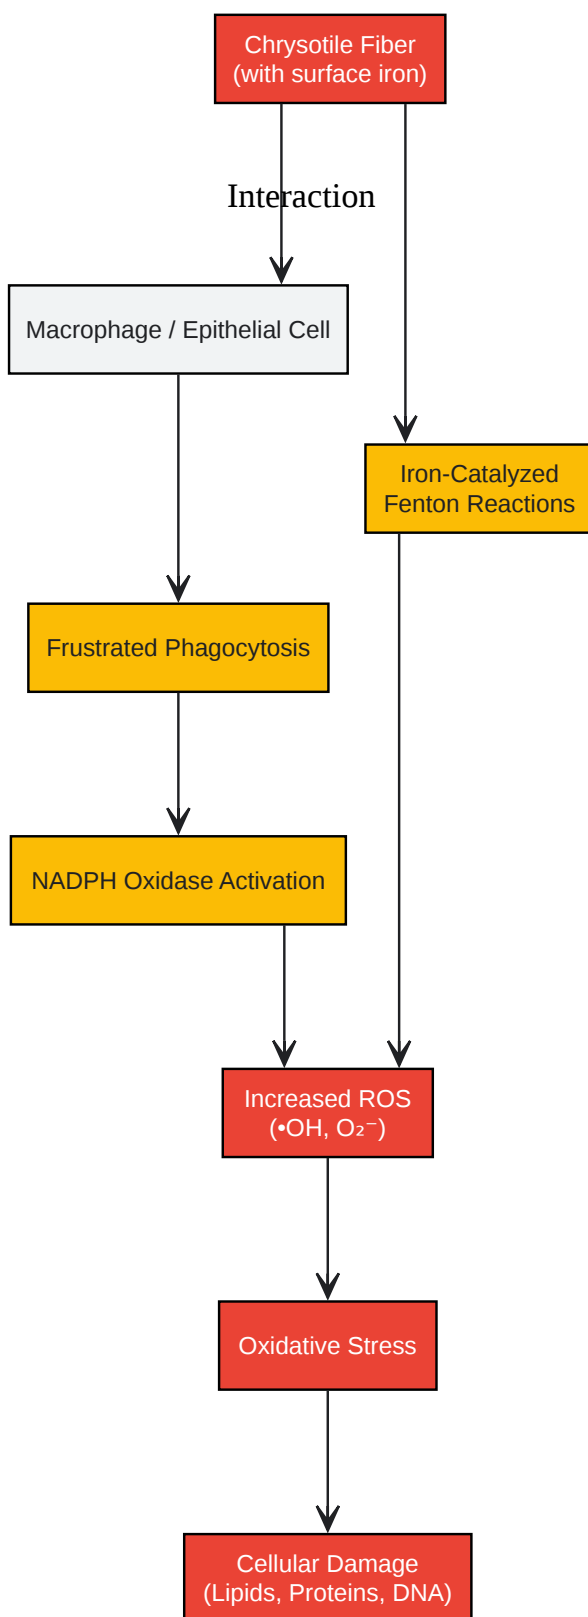 Chrysotile Fiber
(with surface iron)
Interaction
Macrophage / Epithelial Cell
Iron-Catalyzed
Fenton Reactions
Frustrated Phagocytosis
NADPH Oxidase Activation
Increased ROS
(•OH, O₂⁻)
Oxidative Stress
Cellular Damage
(Lipids, Proteins, DNA)